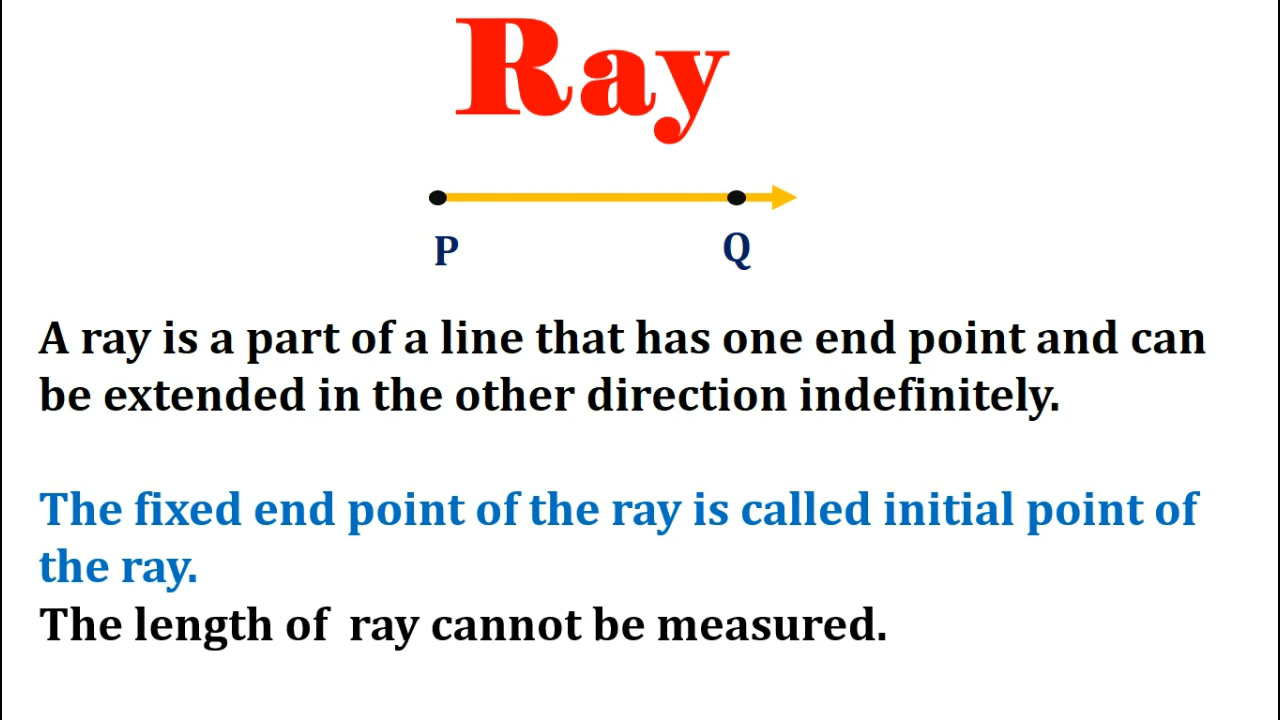 Ray
P Q
A ray is a part of a line that has one end point and can
be extended in the other direction indefinitely.
The fixed end point of the ray is called initial point of
the ray.
The length of  ray cannot be measured.